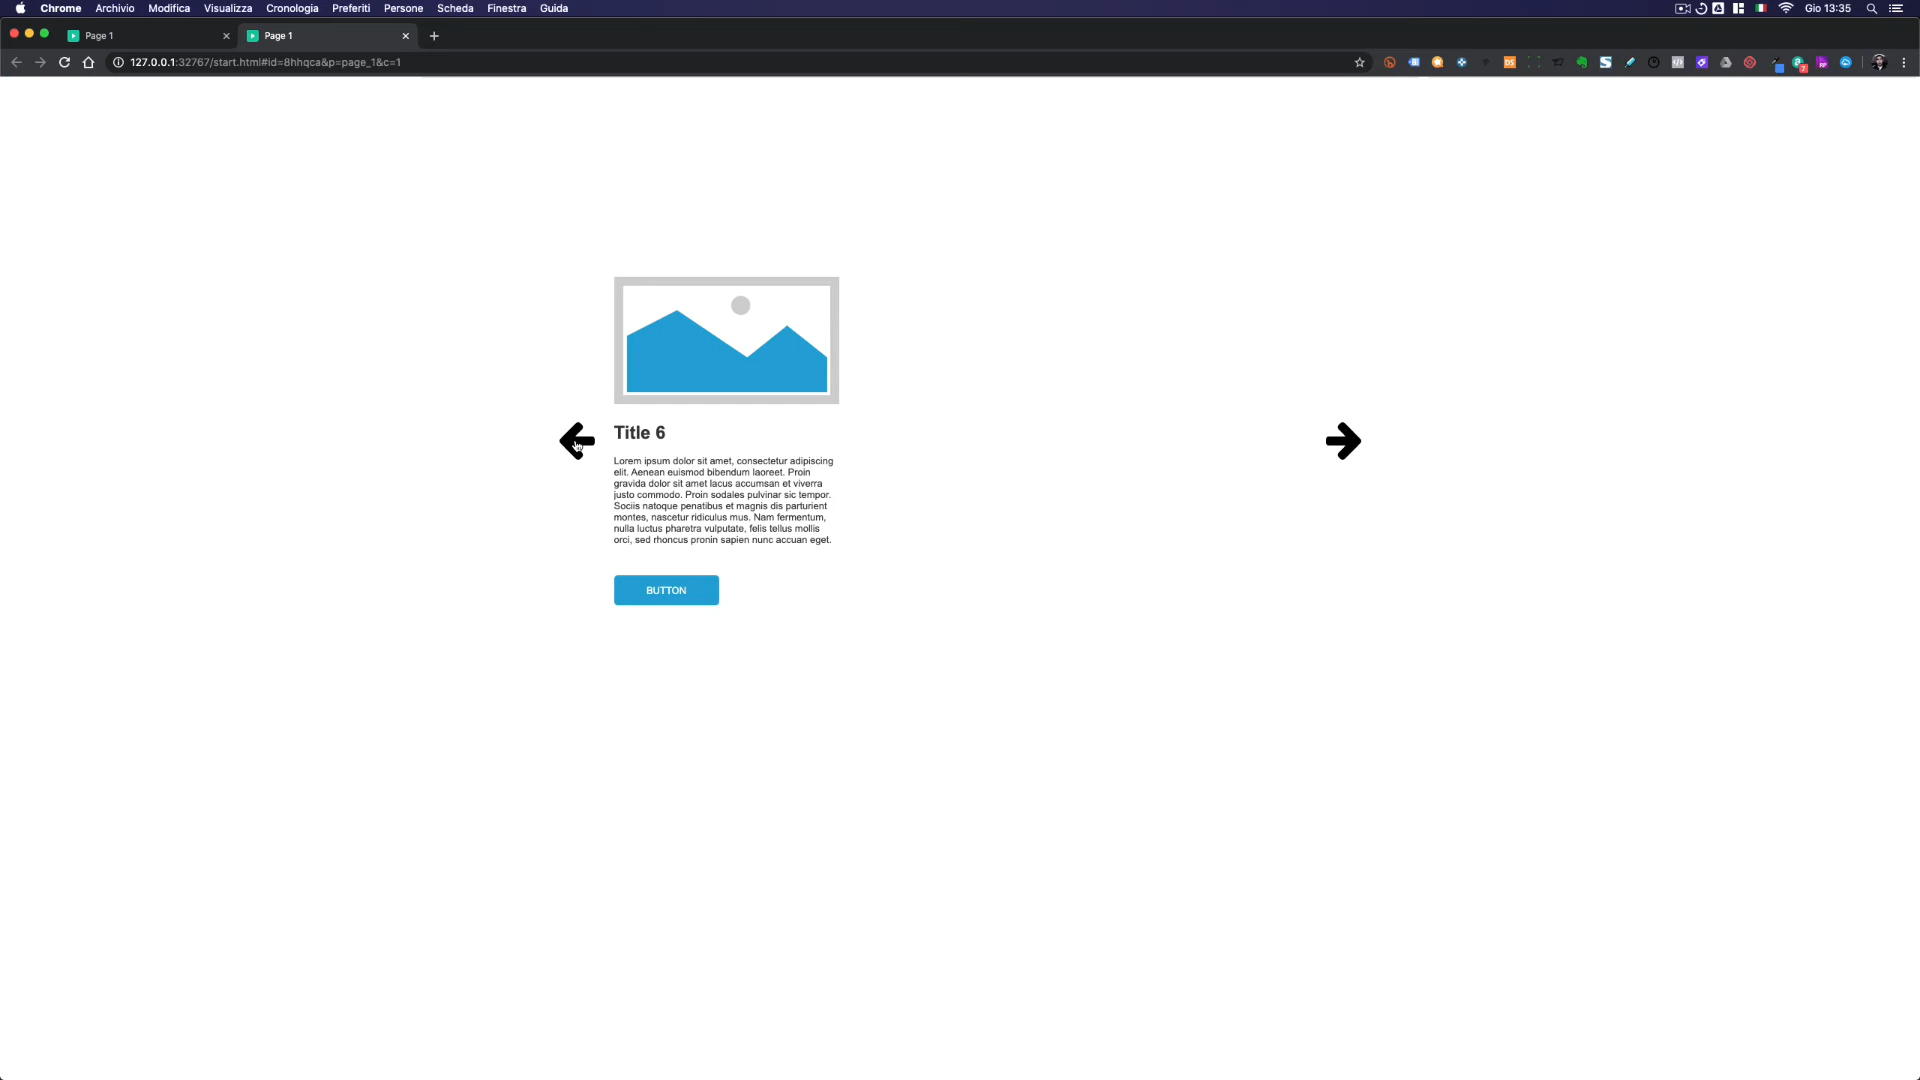 Chrome Archivio Modifica Visualizza Cronologia Preferiti Persone Scheda Finestra Guida Gio 13:35
Page 1 Page 1
127.0.0.1:32767/start.html#id=8hhqca&p=page_1&c=1
Title 6
Lorem ipsum dolor sit amet, consectetur adipiscing
elit. Aenean euismod bibendum laoreet. Proin
gravida dolor sit amet lacus accumsan et viverra
justo commodo. Proin sodales pulvinar sic tempor.
Sociis natoque penatibus et magnis dis parturient
montes, nascetur ridiculus mus. Nam fermentum,
nulla luctus pharetra vulputate, felis tellus mollis
orci, sed rhoncus pronin sapien nunc accuan eget.
BUTTON